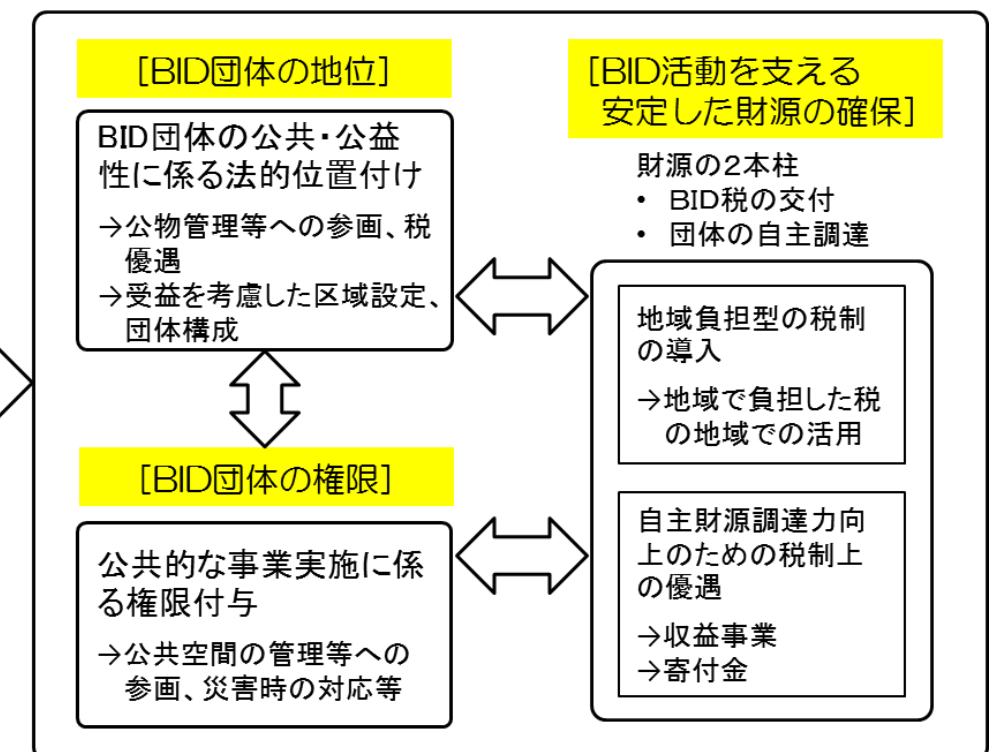 [BID団体の地位]
BID団体の公共・公益
性に係る法的位置付け
→公物管理等への参画、税
優遇
→受益を考慮した区域設定、
団体構成
[BID団体の権限]
公共的な事業実施に係
る権限付与
→公共空間の管理等への
参画、災害時の対応等
[BID活動を支える
安定した財源の確保]
財源の2本柱
• BID税の交付
• 団体の自主調達
地域負担型の税制
の導入
→地域で負担した税
の地域での活用
自主財源調達力向
上のための税制上
の優遇
→収益事業
→寄付金